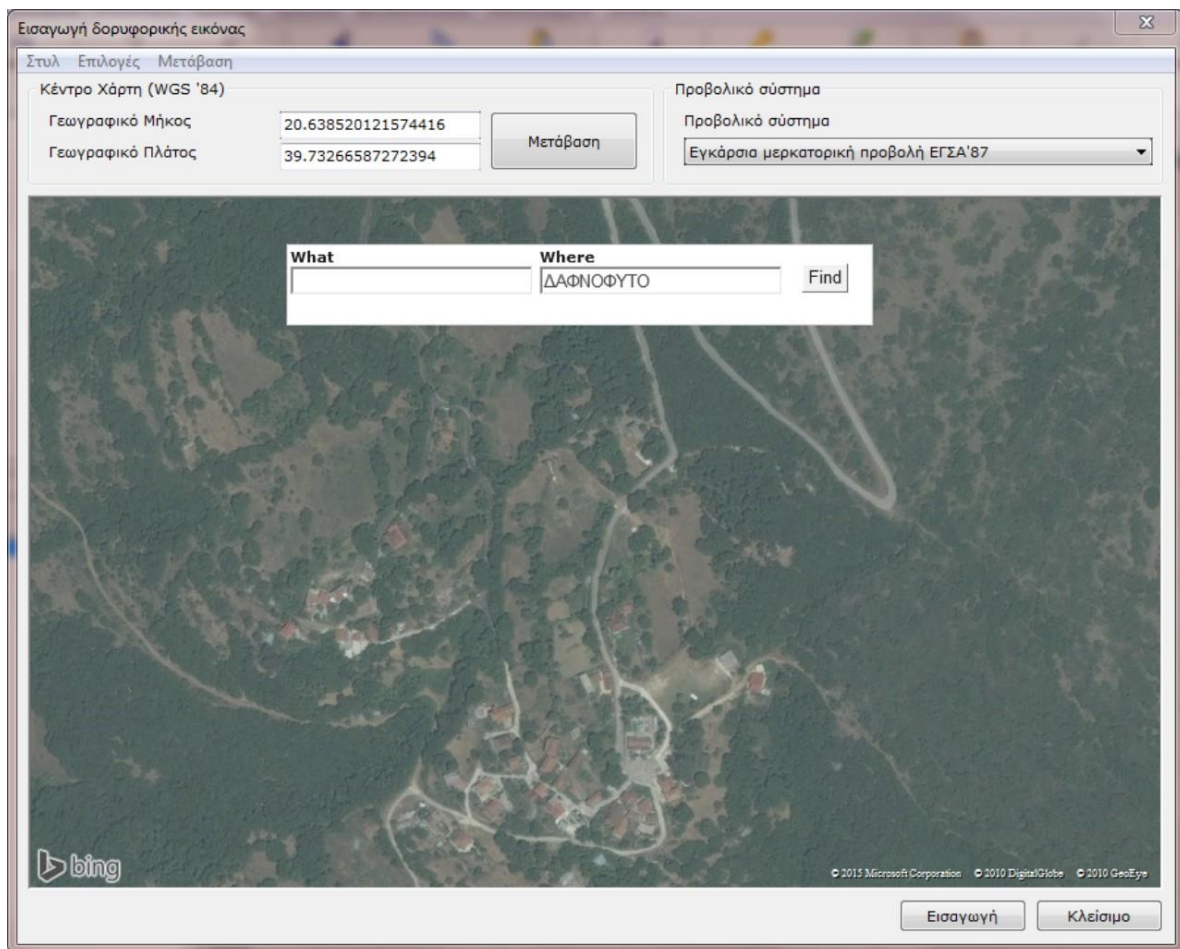 Εισαγωγή δορυφορικής εικόνας
Στυλ Επιλογές Μετάβαση
Κέντρο Χάρτη (WGS '84)
Γεωγραφικό Μήκος
20.638520121574416
Γεωγραφικό Πλάτος
39.73266587272394
Μετάβαση
Προβολικό σύστημα
Προβολικό σύστημα
Εγκάρσια μερκατορική προβολή ΕΓΣΑ'87
What
Where
ΔΑΦΝΟΦΥΤΟ
Find
bing
© 2015 Microsoft Corporation © 2010 DigitalGlobe © 2010 GeoEye
Εισαγωγή
Κλείσιμο